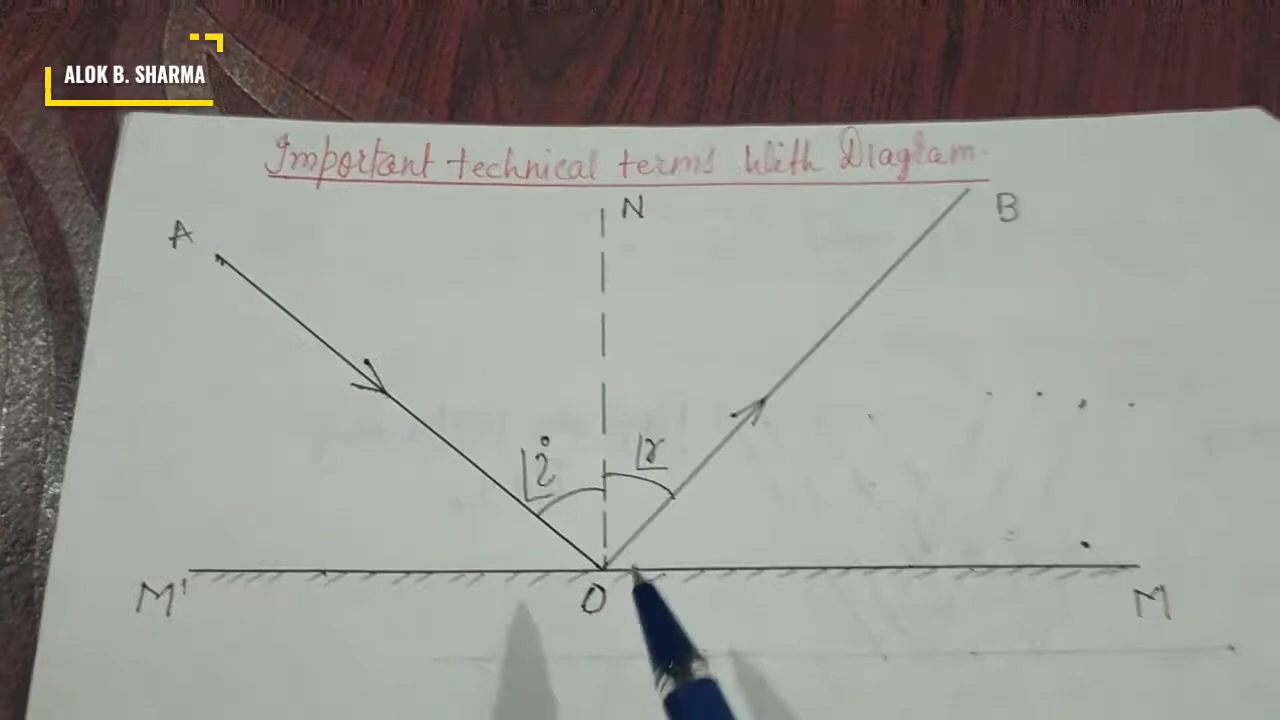 ALOK B. SHARMA
Important technical terms With Diagram.
N
B
A
∠i
∠r
M'
O
M